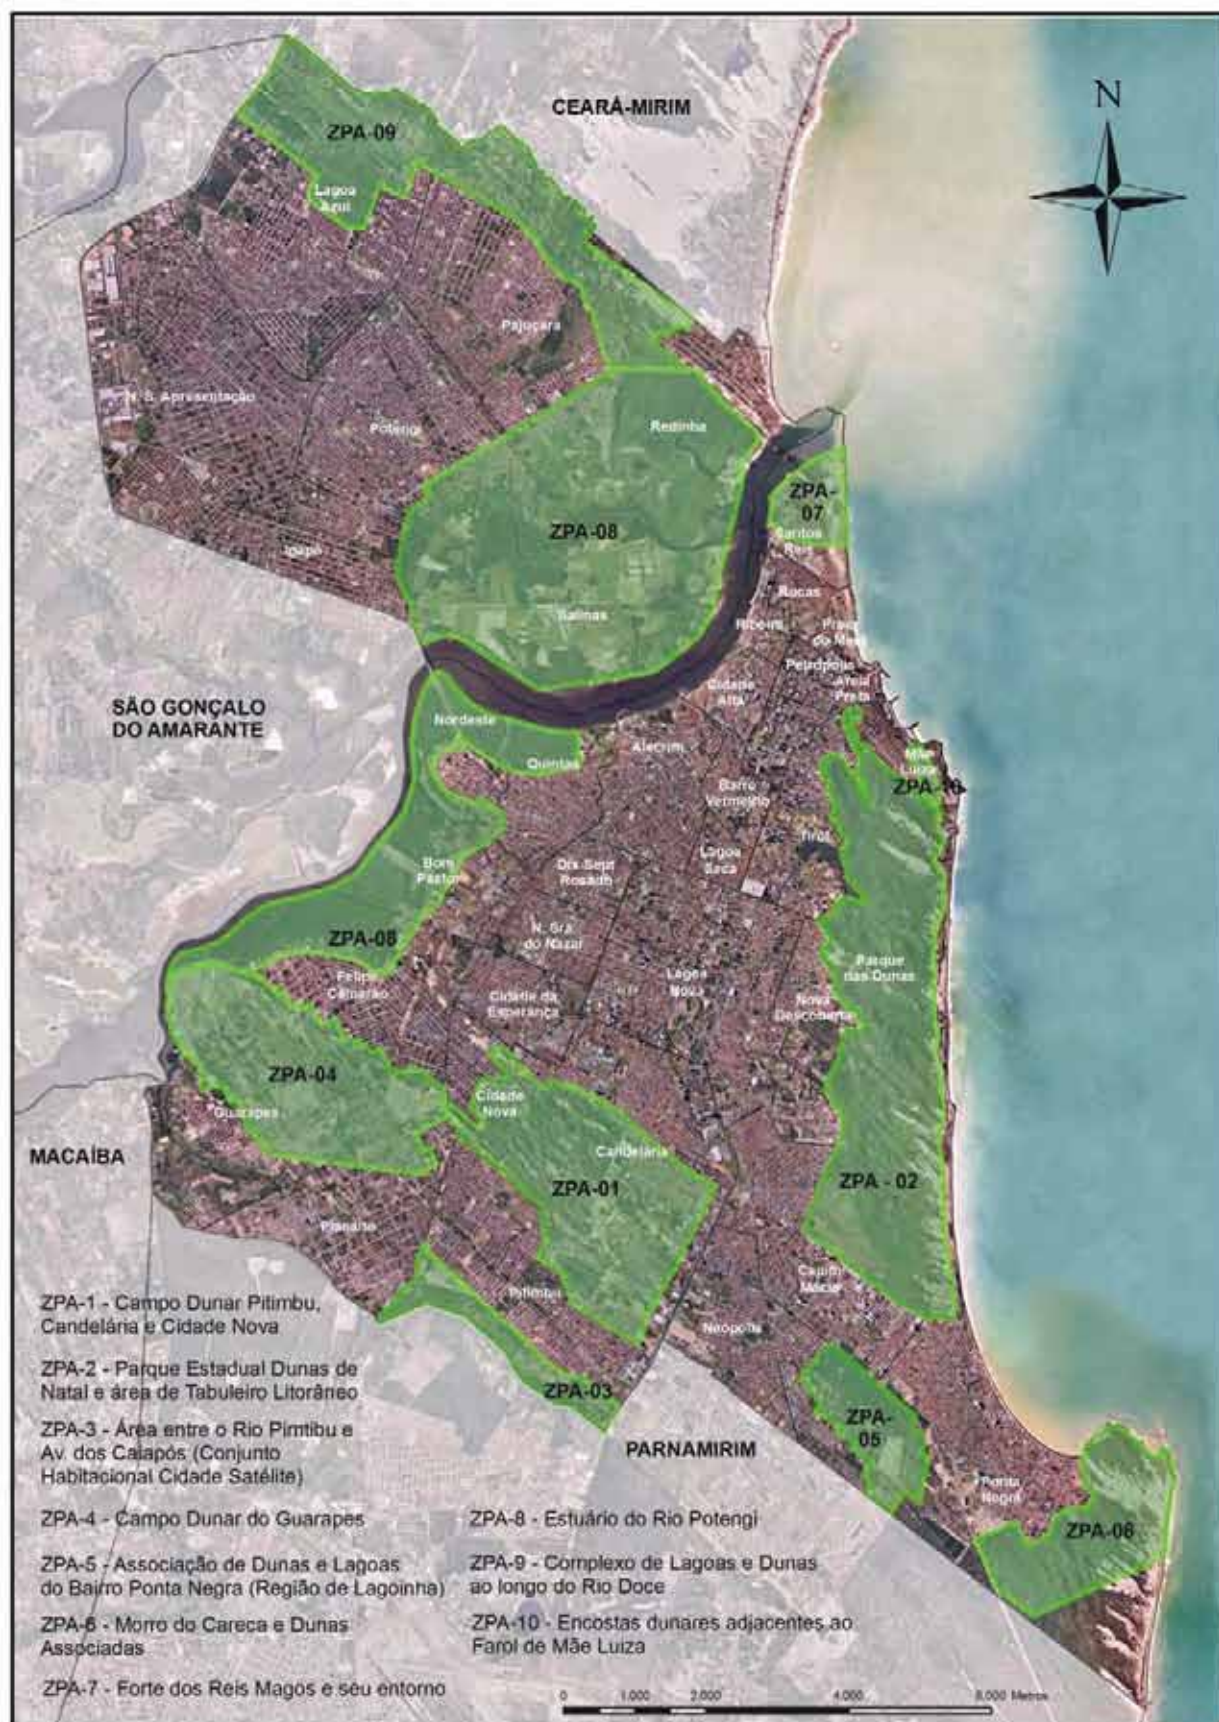 N
CEARÁ-MIRIM
ZPA-09
Lagoa
Azul
Pajuçara
N. S. Apresentação
Potengi
Redinha
ZPA-08
ZPA-
07
Santos
Reis
Igapó
Salinas
Rocas
Ribeira
Praia
do Meio
Petrópolis
Areia
Preta
Cidade
Alta
SÃO GONÇALO
DO AMARANTE
Nordeste
Quintas
Alecrim
Mãe
Luiza
ZPA-10
Barro
Vermelho
Tirol
Lagoa
Seca
Bom
Pastor
Dix-Sept
Rosado
N. Sra.
do Nazar
ZPA-08
Felipe
Camarão
Cidade da
Esperança
Lagoa
Nova
Nova
Descoberta
Parque
das Dunas
ZPA-04
Guarapes
Cidade
Nova
Candelária
MACAÍBA
ZPA-01
ZPA - 02
Planalto
Pitimbu
Capim
Macio
Neópolis
ZPA-03
ZPA-
05
PARNAMIRIM
Ponta
Negra
ZPA-06
ZPA-1 - Campo Dunar Pitimbu,
Candelária e Cidade Nova
ZPA-2 - Parque Estadual Dunas de
Natal e área de Tabuleiro Litorâneo
ZPA-3 - Área entre o Rio Pimtibu e
Av. dos Caiapós (Conjunto
Habitacional Cidade Satélite)
ZPA-4 - Campo Dunar do Guarapes
ZPA-5 - Associação de Dunas e Lagoas
do Bairro Ponta Negra (Região de Lagoinha)
ZPA-6 - Morro do Careca e Dunas
Associadas
ZPA-7 - Forte dos Reis Magos e seu entorno
ZPA-8 - Estuário do Rio Potengi
ZPA-9 - Complexo de Lagoas e Dunas
ao longo do Rio Doce
ZPA-10 - Encostas dunares adjacentes ao
Farol de Mãe Luiza
0 1.000 2.000 4.000 6.000 Metros